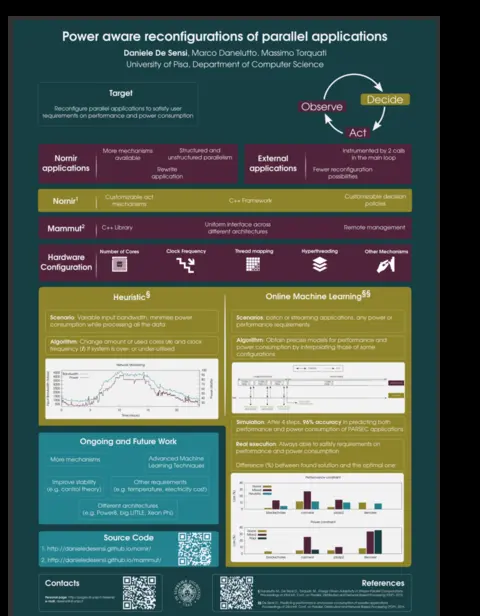 Power aware reconfigurations of parallel applications
Daniele De Sensi, Marco Danelutto, Massimo Torquati
University of Pisa, Department of Computer Science
Target
Reconfigure parallel applications to satisfy user
requirements on performance and power consumption
Observe
Decide
Act
Nornir
applications
More mechanisms
available
Structured and
unstructured parallelism
Rewrite
application
External
applications
Instrumented by 2 calls
in the main loop
Fewer reconfiguration
possibilities
Nornir1
Customizable act
mechanisms
C++ Framework
Customisable decision
policies
Mammut2
C++ Library
Uniform interface across
different architectures
Remote management
Hardware
Configuration
Number of Cores
Clock Frequency
Thread mapping
Hyperthreading
Other Mechanisms
Heuristic§
Scenario: Variable input bandwidth, minimise power
consumption while processing all the data
Algorithm: Change amount of used cores and clock
frequency (f) if system is over- or under-utilised
Network Monitoring
Online Machine Learning§§
Scenarios: batch or streaming applications, any power or
performance requirements
Algorithm: Obtain precise models for performance and
power consumption by interpolating those of some
configurations
Simulation: After 4 steps, 96% accuracy in predicting both
performance and power consumption of PARSEC applications
Real execution: Always able to satisfy requirements on
performance and power consumption
Difference (%) between found solution and the optimal one
Performance constraint
Power constraint
Ongoing and Future Work
More mechanisms
Advanced Machine
Learning Techniques
Improve stability
(e.g. control theory)
Other requirements
(e.g. temperature, electricity cost)
Different architectures
(e.g. Power8, big.LITTLE, Xeon Phi)
Source Code
1. http://danieledesensi.github.io/nornir/
2. http://danieledesensi.github.io/mammut/
Contacts
References